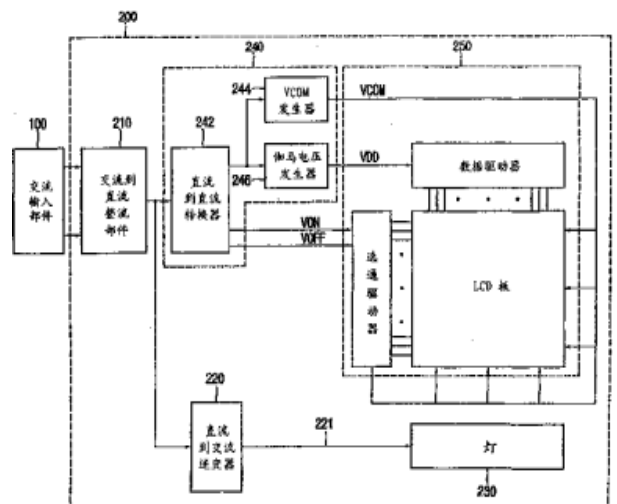 200
240
250
244
VCOM
发生器
VCOM
210
242
100
交流
输入
部件
交流到
直流
整流
部件
直流
到直流
转换器
伽马电压
发生器
246
VDD
数据驱动器
VON
VOFF
选
通
驱
动
器
LCD 板
220
直流
到交流
逆变器
221
灯
230